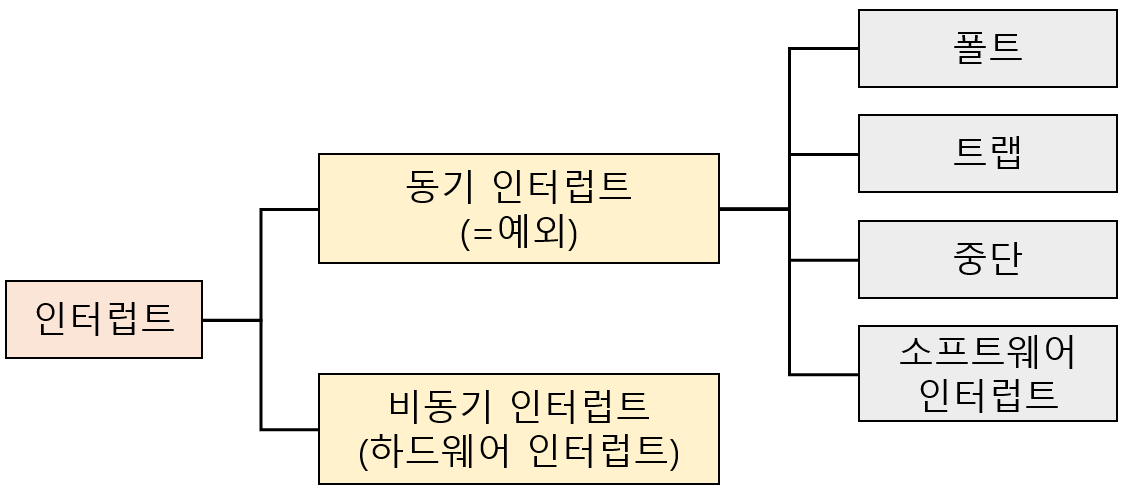 인터럽트
동기 인터럽트
(=예외)
비동기 인터럽트
(하드웨어 인터럽트)
폴트
트랩
중단
소프트웨어
인터럽트